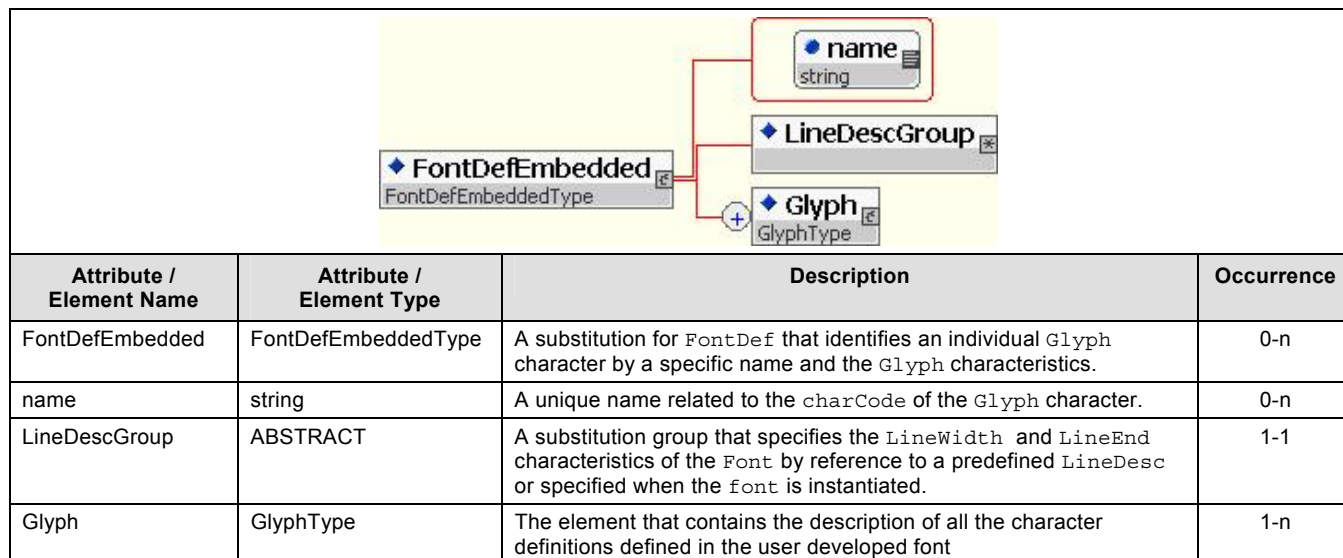 name
string
LineDescGroup
FontDefEmbedded
FontDefEmbeddedType
Glyph
GlyphType
Attribute / Element Name Attribute / Element Type Description Occurrence
FontDefEmbedded FontDefEmbeddedType A substitution for FontDef that identifies an individual Glyph 0-n
character by a specific name and the Glyph characteristics.
name string A unique name related to the charCode of the Glyph character. 0-n
LineDescGroup ABSTRACT A substitution group that specifies the LineWidth and LineEnd 1-1
characteristics of the Font by reference to a predefined LineDesc
or specified when the font is instantiated.
Glyph GlyphType The element that contains the description of all the character 1-n
definitions defined in the user developed font